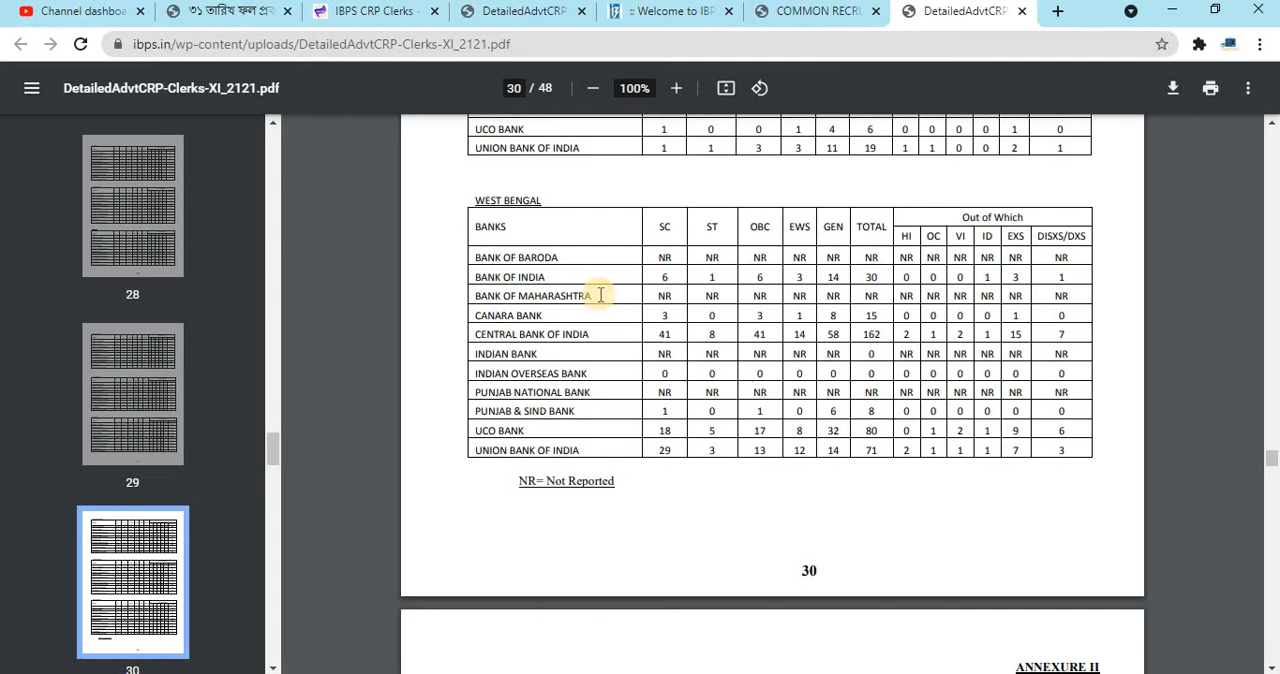 Channel dashboa
৩১ তারিখ ফল প্রক
IBPS CRP Clerks -
DetailedAdvtCRP
:: Welcome to IBP
COMMON RECRU
DetailedAdvtCRP
ibps.in/wp-content/uploads/DetailedAdvtCRP-Clerks-XI_2121.pdf
DetailedAdvtCRP-Clerks-XI_2121.pdf
30 / 48
100%
28
29
30
UCO BANK 1 0 0 1 4 6 0 0 0 0 1 0
UNION BANK OF INDIA 1 1 3 3 11 19 1 1 0 0 2 1
WEST BENGAL
BANKS SC ST OBC EWS GEN TOTAL Out of Which
HI OC VI ID EXS DISXS/DXS
BANK OF BARODA NR NR NR NR NR NR NR NR NR NR NR NR
BANK OF INDIA 6 1 6 3 14 30 0 0 0 1 3 1
BANK OF MAHARASHTRA NR NR NR NR NR NR NR NR NR NR NR NR
CANARA BANK 3 0 3 1 8 15 0 0 0 0 1 0
CENTRAL BANK OF INDIA 41 8 41 14 58 162 2 1 2 1 15 7
INDIAN BANK NR NR NR NR NR 0 NR NR NR NR NR NR
INDIAN OVERSEAS BANK 0 0 0 0 0 0 0 0 0 0 0 0
PUNJAB NATIONAL BANK NR NR NR NR NR NR NR NR NR NR NR NR
PUNJAB & SIND BANK 1 0 1 0 6 8 0 0 0 0 0 0
UCO BANK 18 5 17 8 32 80 0 1 2 1 9 6
UNION BANK OF INDIA 29 3 13 12 14 71 2 1 1 1 7 3
NR= Not Reported
30
ANNEXURE II